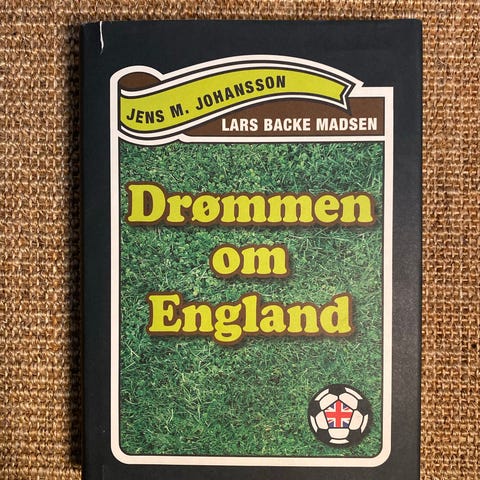 JENS M. JOHANSSON
LARS BACKE MADSEN
Drømmen
om
England